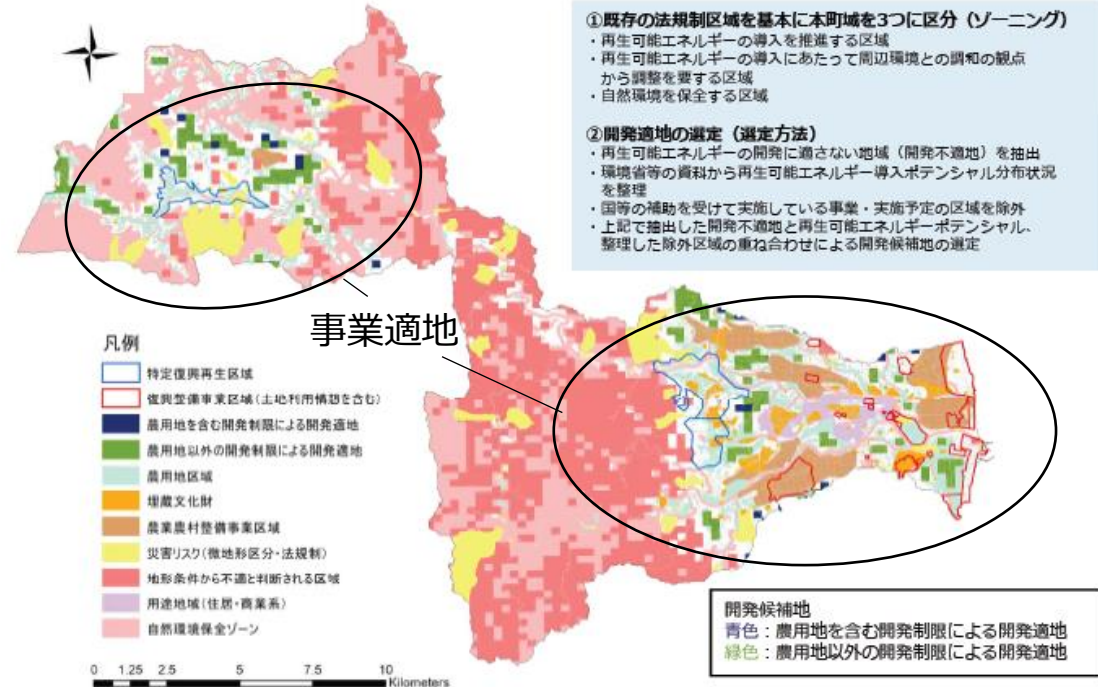 ①既存の法規制区域を基本に本町域を3つに区分（ゾーニング）
・再生可能エネルギーの導入を推進する区域
・再生可能エネルギーの導入にあたって周辺環境との調和の観点
から調整を要する区域
・自然環境を保全する区域
②開発適地の選定（選定方法）
・再生可能エネルギーの開発に適さない地域（開発不適地）を抽出
・環境省等の資料から再生可能エネルギー導入ポテンシャル分布状況
を整理
・国等の補助を受けて実施している事業・実施予定の区域を除外
・上記で抽出した開発不適地と再生可能エネルギーポテンシャル、
整理した除外区域の重ね合わせによる開発候補地の選定
事業適地
凡例
特定復興再生区域
復興整備事業区域(土地利用構想を含む)
農用地を含む開発制限による開発適地
農用地以外の開発制限による開発適地
農用地区域
埋蔵文化財
農業農村整備事業区域
災害リスク(微地形区分・法規制)
地形条件から不適と判断される区域
用途地域(住居・商業系)
自然環境保全ゾーン
0 1.25 2.5 5 7.5 10
Kilometers
開発候補地
青色：農用地を含む開発制限による開発適地
緑色：農用地以外の開発制限による開発適地